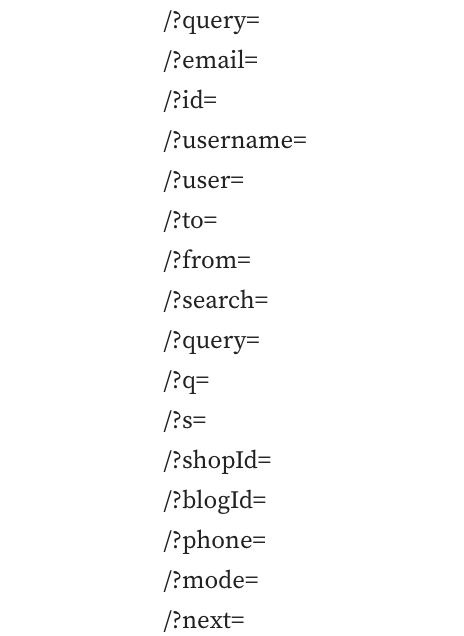 /?query=
/?email=
/?id=
/?username=
/?user=
/?to=
/?from=
/?search=
/?query=
/?q=
/?s=
/?shopId=
/?blogId=
/?phone=
/?mode=
/?next=